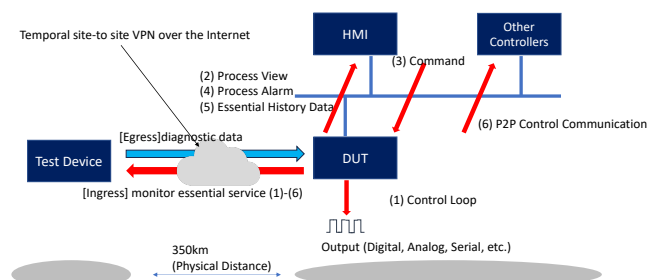 Temporal site-to site VPN over the Internet
HMI
Other
Controllers
(3) Command
(2) Process View
(4) Process Alarm
(5) Essential History Data
(6) P2P Control Communication
[Egress]diagnostic data
Test Device
DUT
[Ingress] monitor essential service (1)-(6)
(1) Control Loop
Output (Digital, Analog, Serial, etc.)
350km
(Physical Distance)